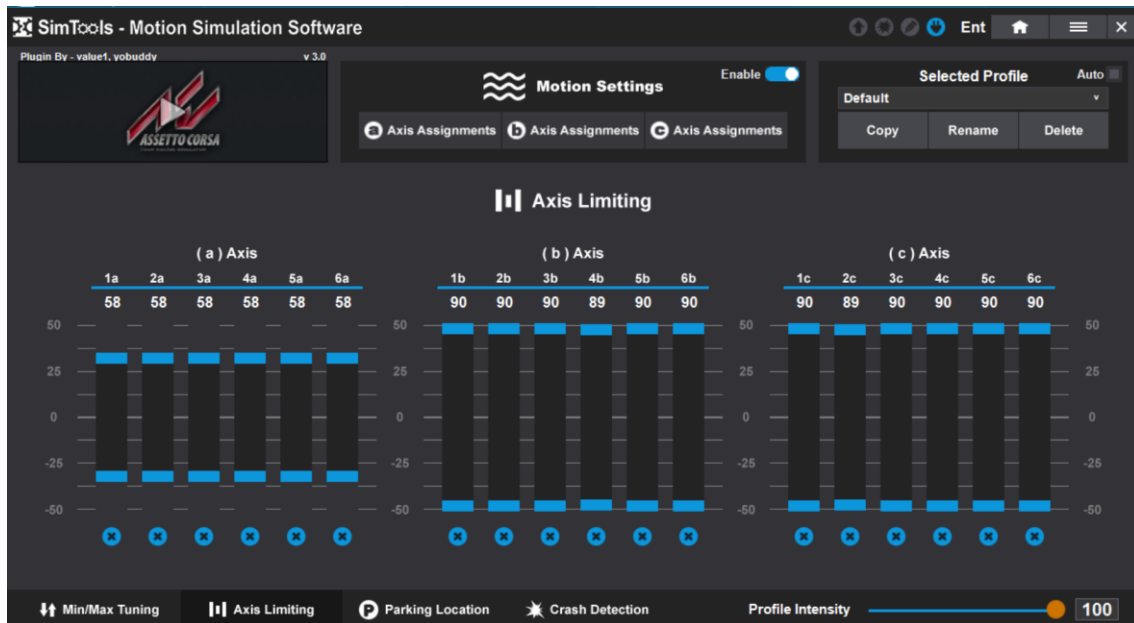 SimTools - Motion Simulation Software
Ent
Plugin By - value1, yobuddy v 3.0
ASSETTO CORSA
Motion Settings
Enable
a Axis Assignments b Axis Assignments c Axis Assignments
Selected Profile Auto
Default
Copy Rename Delete
Axis Limiting
( a ) Axis ( b ) Axis ( c ) Axis
1a 2a 3a 4a 5a 6a 1b 2b 3b 4b 5b 6b 1c 2c 3c 4c 5c 6c
58 58 58 58 58 58 90 90 90 89 90 90 90 89 90 90 90 90
50 50 50 50
25 25 25 25
0 0 0 0
-25 -25 -25 -25
-50 -50 -50 -50
Min/Max Tuning Axis Limiting P Parking Location Crash Detection Profile Intensity 100